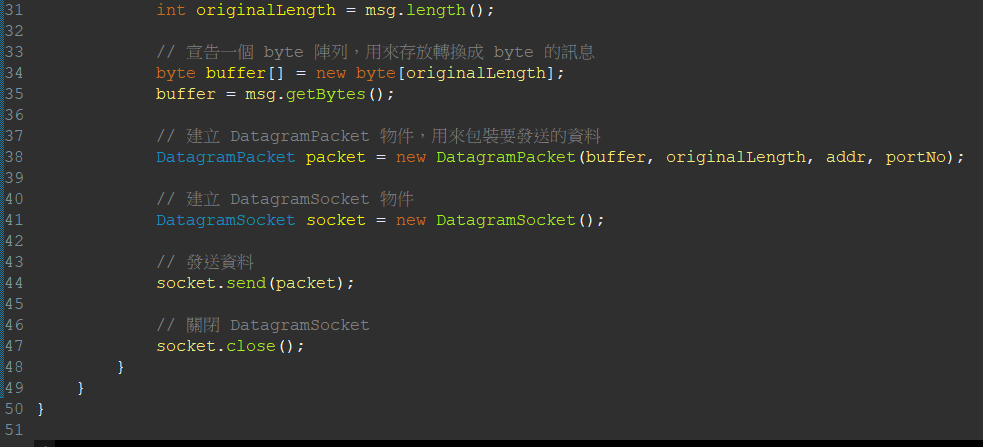 31 int originalLength = msg.length();
32
33 // 宣告一個 byte 陣列，用來存放轉換成 byte 的訊息
34 byte buffer[] = new byte[originalLength];
35 buffer = msg.getBytes();
36
37 // 建立 DatagramPacket 物件，用來包裝要發送的資料
38 DatagramPacket packet = new DatagramPacket(buffer, originalLength, addr, portNo);
39
40 // 建立 DatagramSocket 物件
41 DatagramSocket socket = new DatagramSocket();
42
43 // 發送資料
44 socket.send(packet);
45
46 // 關閉 DatagramSocket
47 socket.close();
48 }
49 }
50 }
51